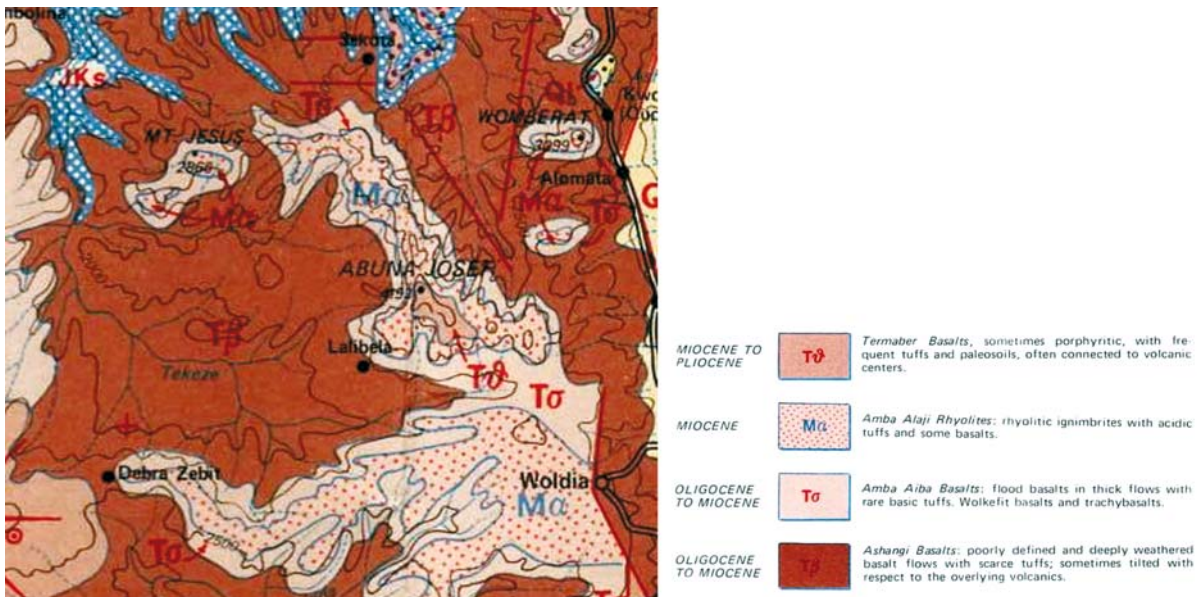 Sekota
JKs
Tσ
Tβ
Qb
WOMBERAT
3999
MT JESUS
2866
Mα
Mα
Alomata
Mα
Tσ
Q
2000
ABUNA JOSEF
Tβ
Lalibela
Tϑ
Tσ
Tekeze
Debra Zebit
Woldia
Mα
Tσ
2500
MIOCENE TO
PLIOCENE
Tϑ
Termaber Basalts, sometimes porphyritic, with fre-
quent tuffs and paleosoils, often connected to volcanic
centers.
MIOCENE
Mα
Amba Alaji Rhyolites: rhyolitic ignimbrites with acidic
tuffs and some basalts.
OLIGOCENE
TO MIOCENE
Tσ
Amba Aiba Basalts: flood basalts in thick flows with
rare basic tuffs. Wolkefit basalts and trachybasalts.
OLIGOCENE
TO MIOCENE
Tβ
Ashangi Basalts: poorly defined and deeply weathered
basalt flows with scarce tuffs; sometimes tilted with
respect to the overlying volcanics.